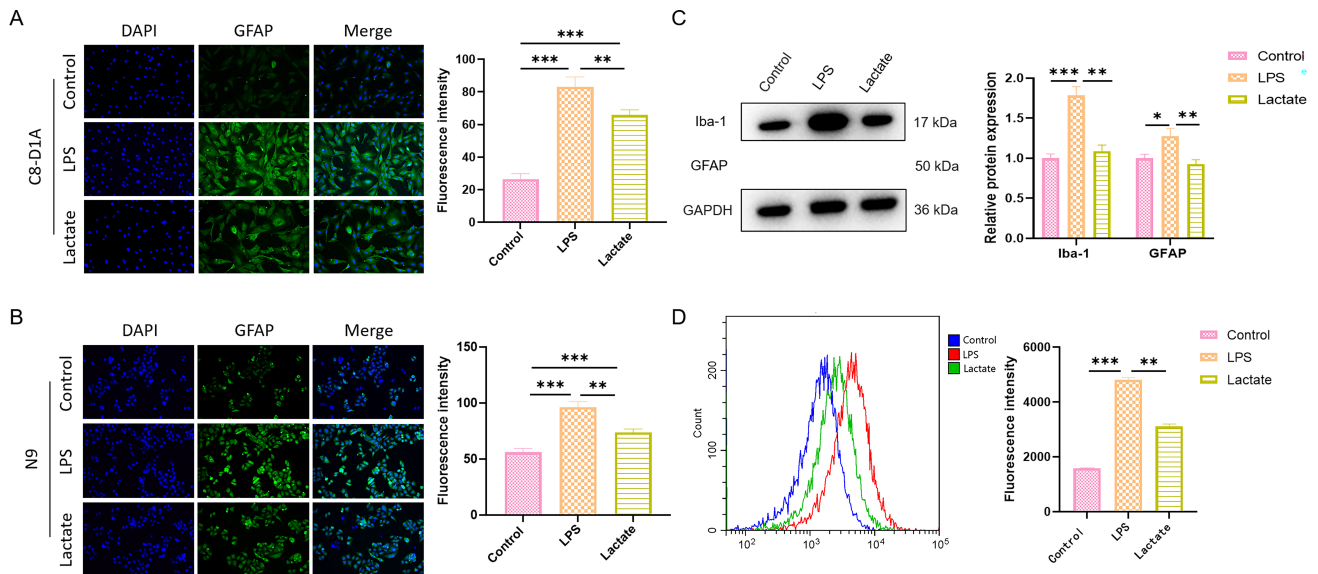 A
DAPI GFAP Merge
C8-D1A
Control
LPS
Lactate
Fluorescence intensity
100
80
60
40
20
0
***
*** **
Control LPS Lactate
B
DAPI GFAP Merge
N9
Control
LPS
Lactate
Fluorescence intensity
150
100
50
0
***
*** **
Control LPS Lactate
C
Control LPS Lactate
Iba-1 17 kDa
GFAP 50 kDa
GAPDH 36 kDa
Relative protein expression
2.0
1.5
1.0
0.5
0.0
*** **
* **
Iba-1 GFAP
Control
LPS
e
Lactate
D
Count
200
100
0
10² 10³ 10⁴ 10⁵
Control
LPS
Lactate
Fluorescence intensity
6000
4000
2000
0
*** **
Control LPS Lactate
Control
LPS
Lactate